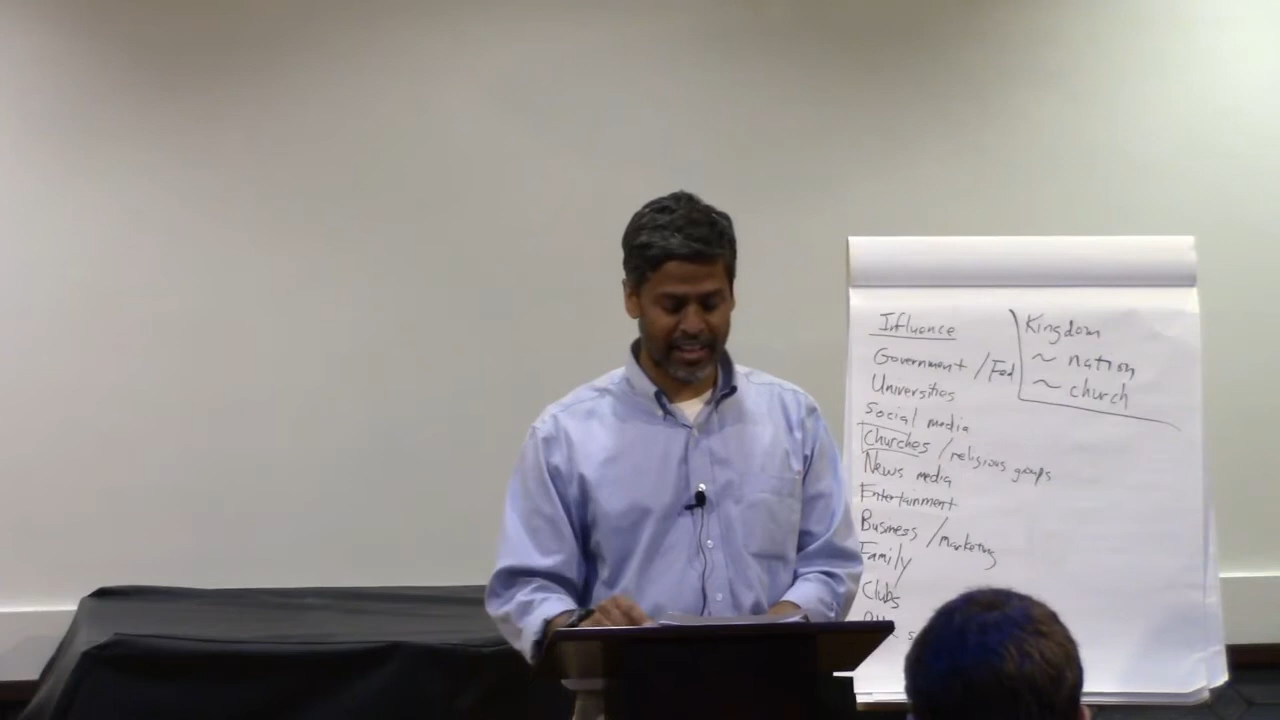 Influence
Government / Fed
Universities
Social media
Churches / religious groups
News media
Entertainment
Business / marketing
Family
Clubs
Kingdom
~ nation
~ church